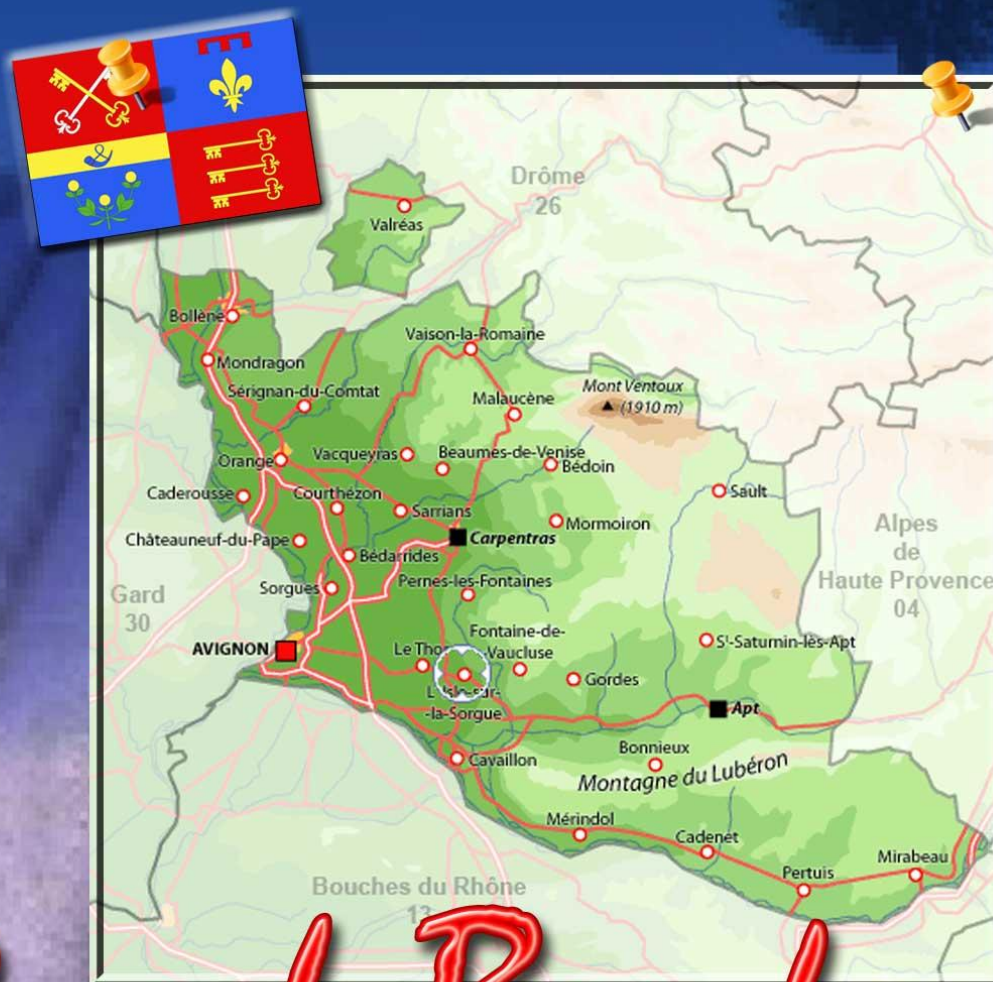 Drôme
26
Valréas
Bollène
Vaison-la-Romaine
Mondragon
Mont Ventoux
(1910 m)
Sérignan-du-Comtat
Malaucène
Vacqueyras
Beaumes-de-Venise
Orange
Bédoin
Caderousse
Courthézon
Sault
Sarrians
Mormoiron
Alpes
de
Haute Provence
04
Châteauneuf-du-Pape
Carpentras
Bédarrides
Gard
30
Sorgues
Pernes-les-Fontaines
Fontaine-de-
-Vaucluse
AVIGNON
Le Thor
St-Saturnin-lès-Apt
Gordes
L'Isle-sur-
-la-Sorgue
Apt
Cavaillon
Bonnieux
Montagne du Lubéron
Mérindol
Cadenet
Pertuis
Mirabeau
Bouches du Rhône
13